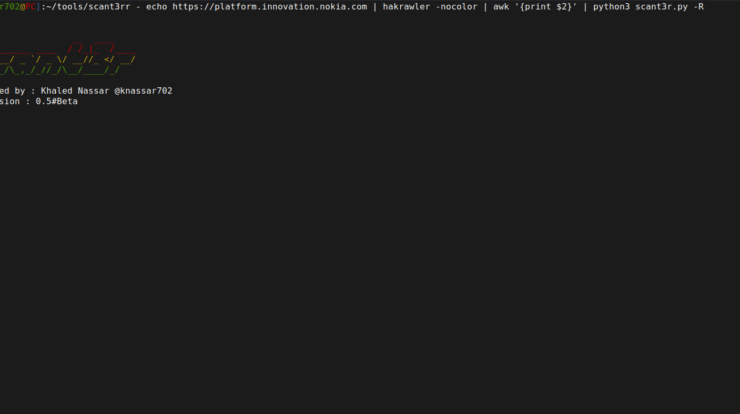 r702@PC]:~/tools/scant3rr - echo https://platform.innovation.nokia.com | hakrawler -nocolor | awk '{print $2}' | python3 scant3r.py -R
ed by : Khaled Nassar @knassar702
sion : 0.5#Beta